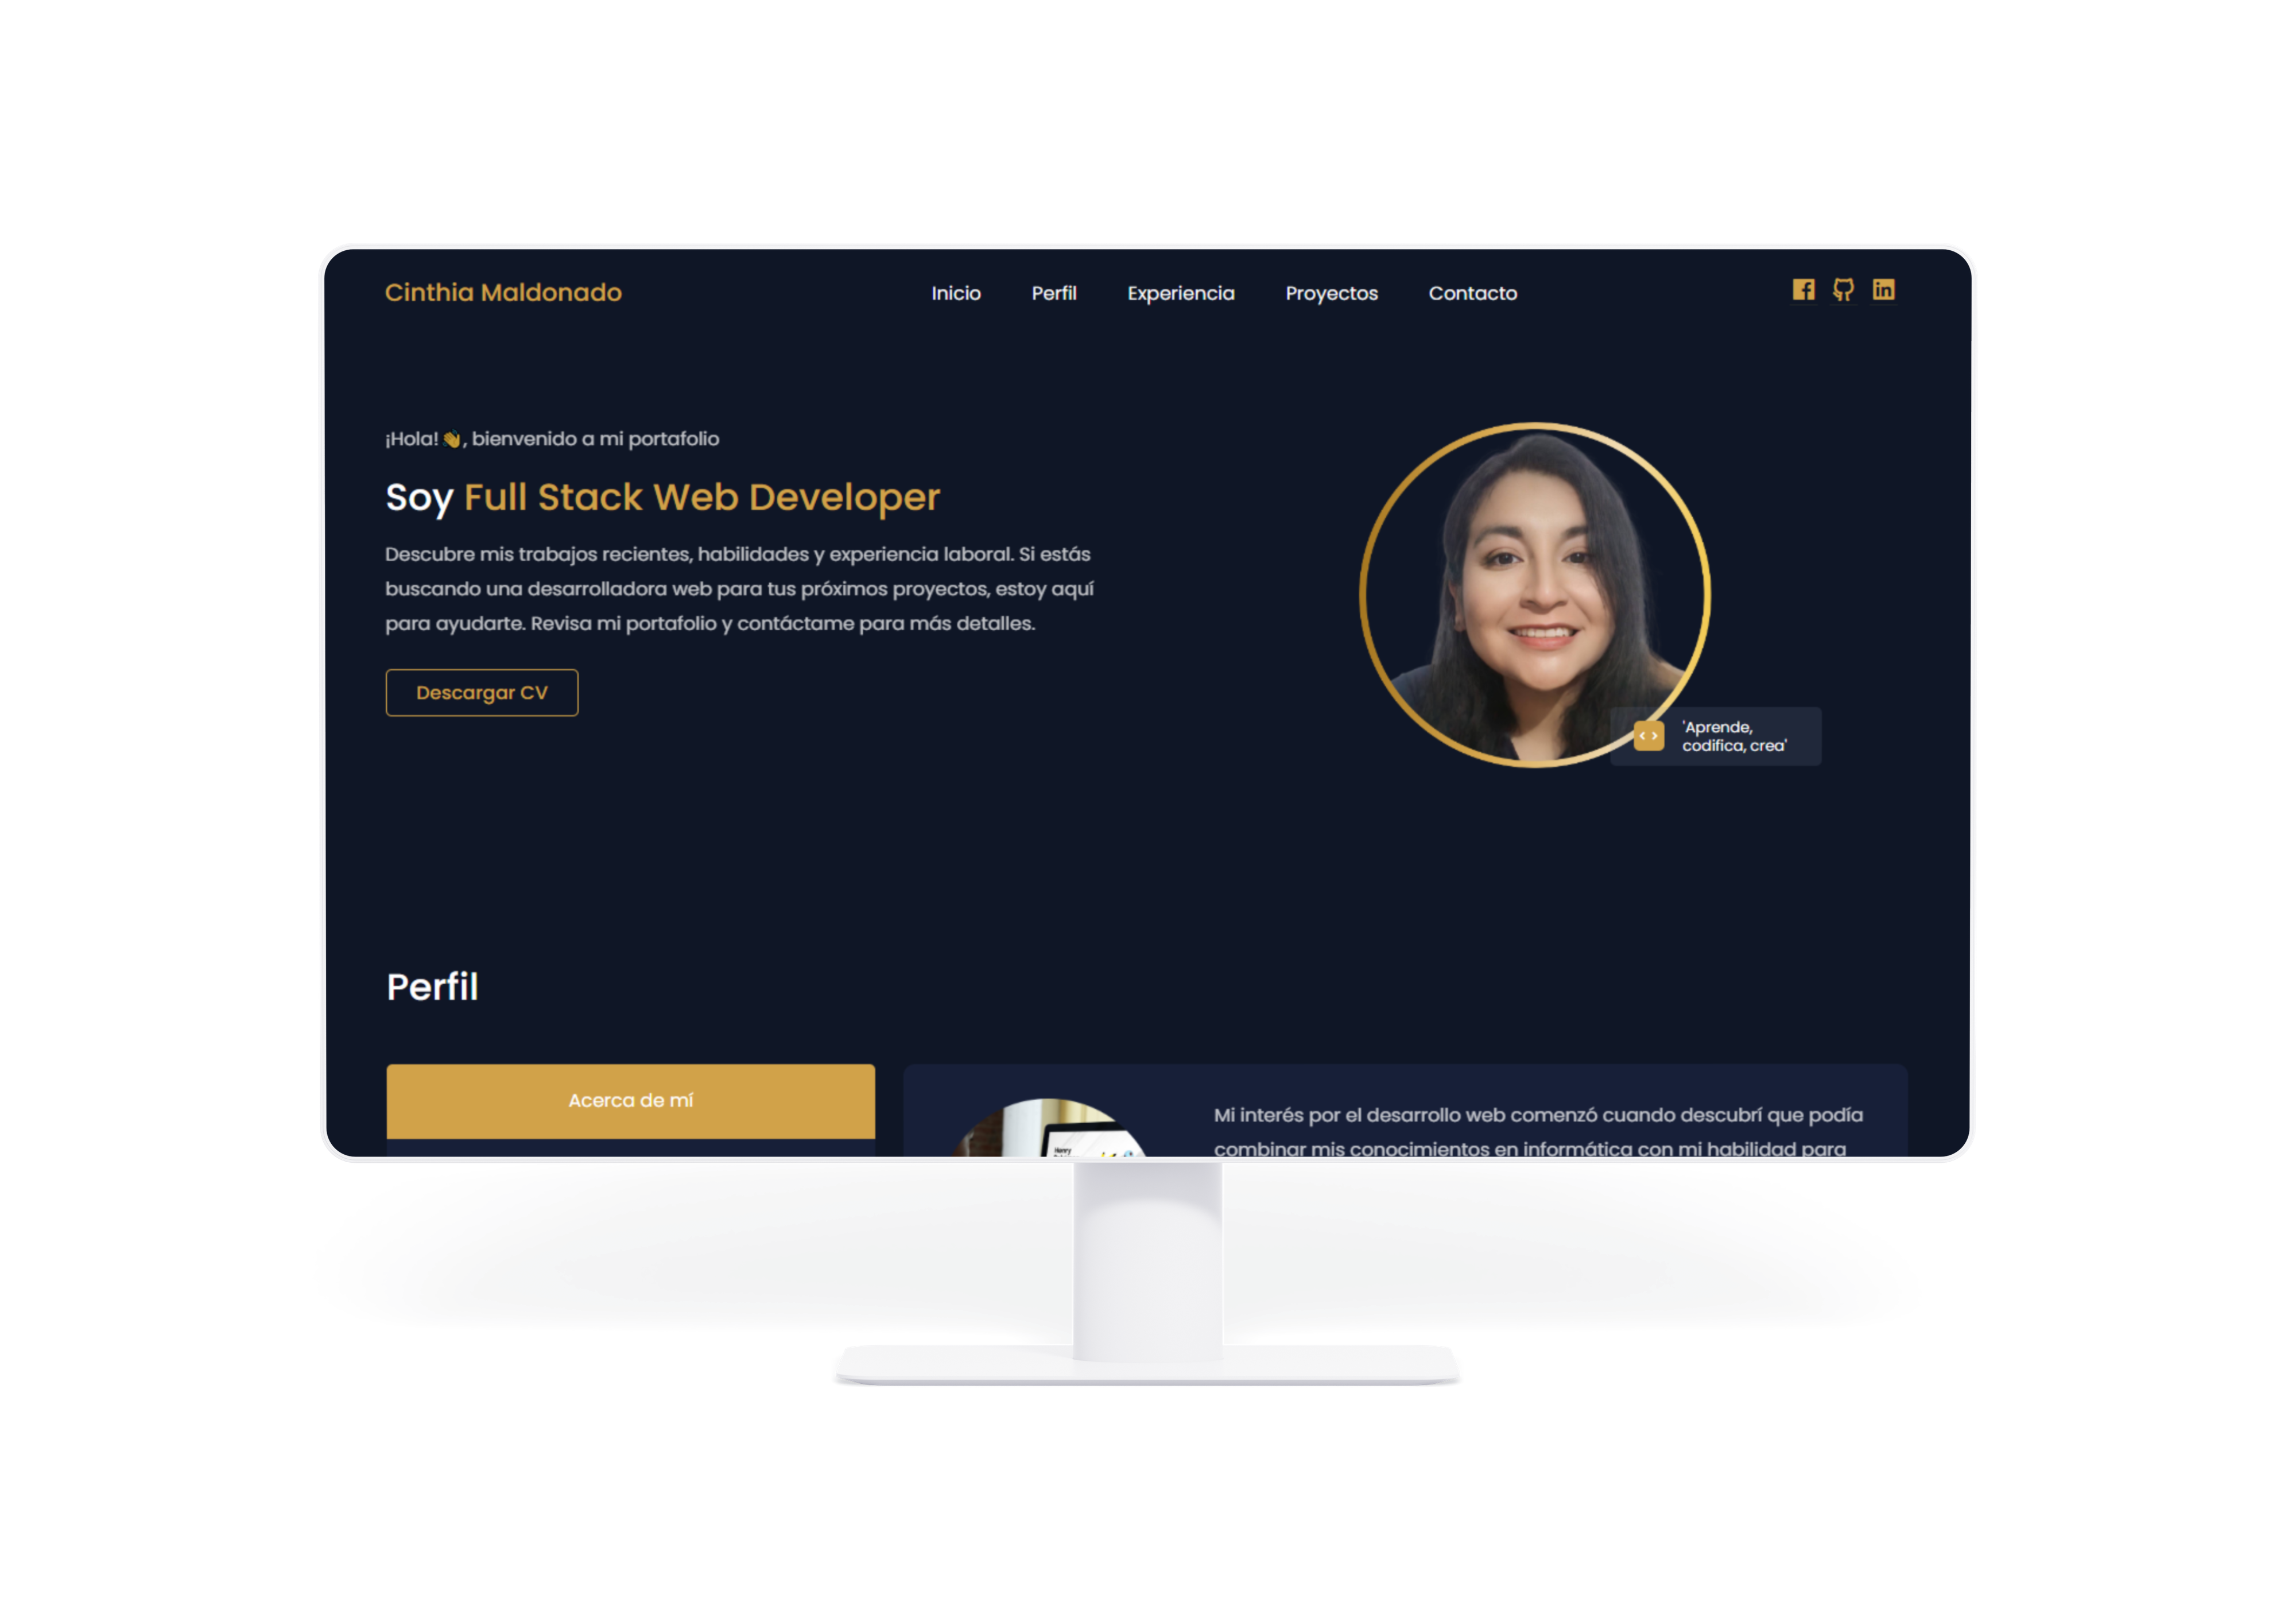 Cinthia Maldonado
Inicio Perfil Experiencia Proyectos Contacto
¡Hola! 👋, bienvenido a mi portafolio
Soy Full Stack Web Developer
Descubre mis trabajos recientes, habilidades y experiencia laboral. Si estás
buscando una desarrolladora web para tus próximos proyectos, estoy aquí
para ayudarte. Revisa mi portafolio y contáctame para más detalles.
Descargar CV
'Aprende,
codifica, crea'
Perfil
Acerca de mí
Mi interés por el desarrollo web comenzó cuando descubrí que podía
combinar mis conocimientos en informática con mi habilidad para
Henry